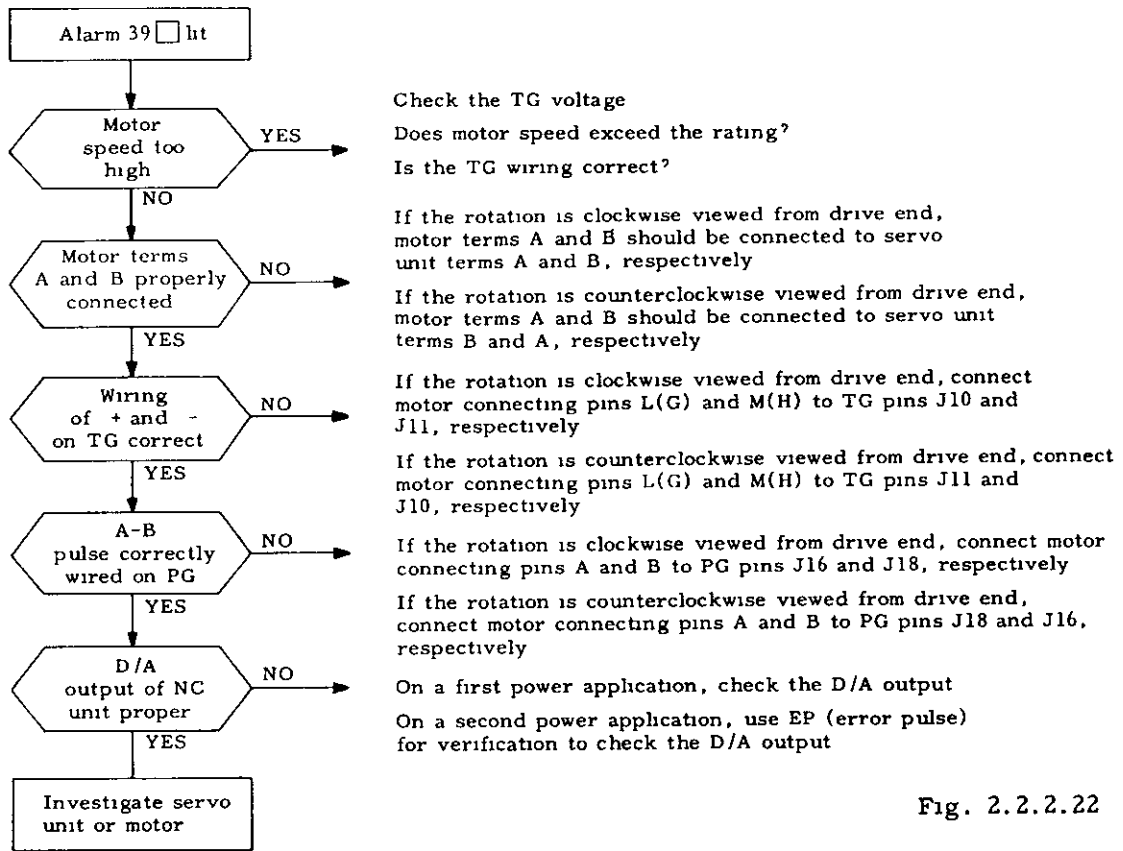 Alarm 39□ lit
Motor
speed too
high
YES
Check the TG voltage
Does motor speed exceed the rating?
Is the TG wiring correct?
NO
Motor terms
A and B properly
connected
NO
If the rotation is clockwise viewed from drive end,
motor terms A and B should be connected to servo
unit terms A and B, respectively
If the rotation is counterclockwise viewed from drive end,
motor terms A and B should be connected to servo unit
terms B and A, respectively
YES
Wiring
of + and -
on TG correct
NO
If the rotation is clockwise viewed from drive end, connect
motor connecting pins L(G) and M(H) to TG pins J10 and
J11, respectively
If the rotation is counterclockwise viewed from drive end, connect
motor connecting pins L(G) and M(H) to TG pins J11 and
J10, respectively
YES
A-B
pulse correctly
wired on PG
NO
If the rotation is clockwise viewed from drive end, connect motor
connecting pins A and B to PG pins J16 and J18, respectively
If the rotation is counterclockwise viewed from drive end,
connect motor connecting pins A and B to PG pins J18 and J16,
respectively
YES
D/A
output of NC
unit proper
NO
On a first power application, check the D/A output
On a second power application, use EP (error pulse)
for verification to check the D/A output
YES
Investigate servo
unit or motor
Fig. 2.2.2.22